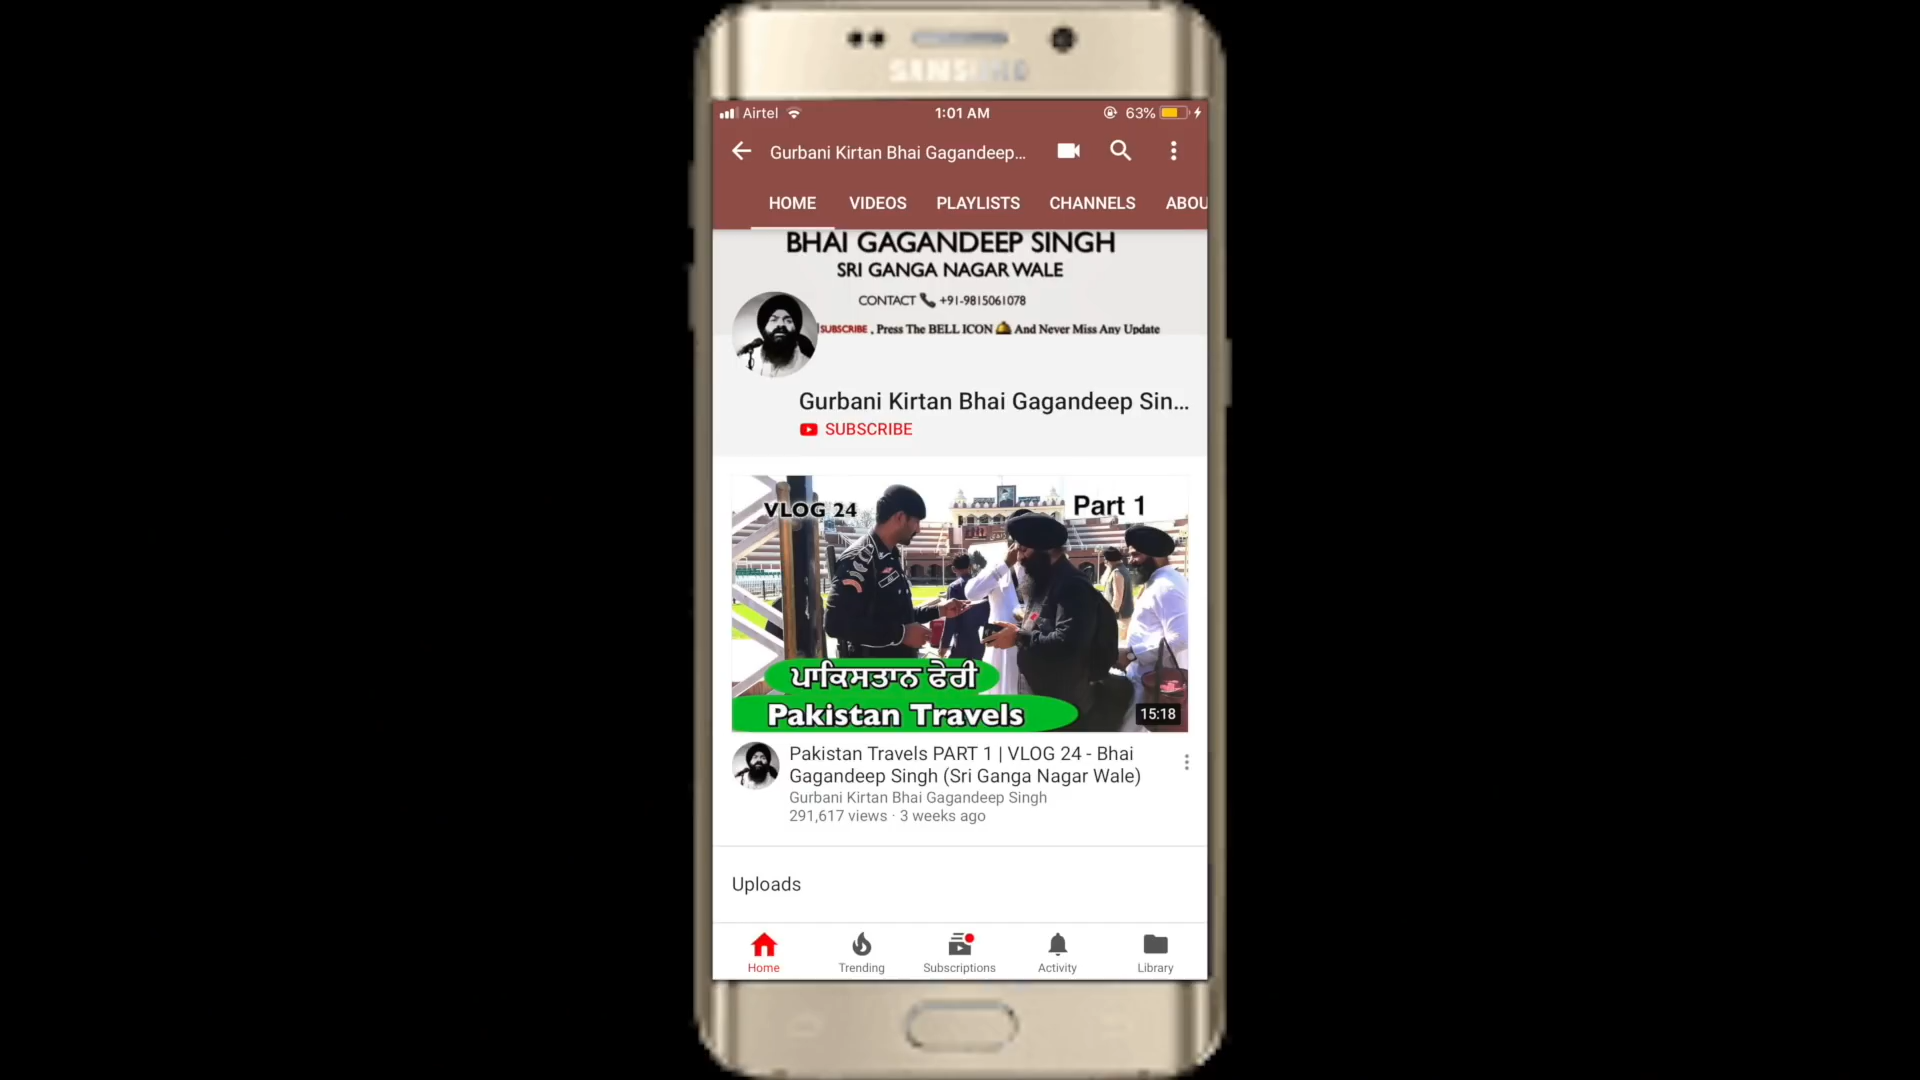 SAMSUNG
Airtel 1:01 AM 63%
Gurbani Kirtan Bhai Gagandeep...
HOME VIDEOS PLAYLISTS CHANNELS ABOU
BHAI GAGANDEEP SINGH
SRI GANGA NAGAR WALE
CONTACT +91-9815061078
SUBSCRIBE , Press The BELL ICON And Never Miss Any Update
Gurbani Kirtan Bhai Gagandeep Sin...
SUBSCRIBE
VLOG 24 Part 1
ਪਾਕਿਸਤਾਨ ਫੇਰੀ
Pakistan Travels
15:18
Pakistan Travels PART 1 | VLOG 24 - Bhai
Gagandeep Singh (Sri Ganga Nagar Wale)
Gurbani Kirtan Bhai Gagandeep Singh
291,617 views · 3 weeks ago
Uploads
Home Trending Subscriptions Activity Library